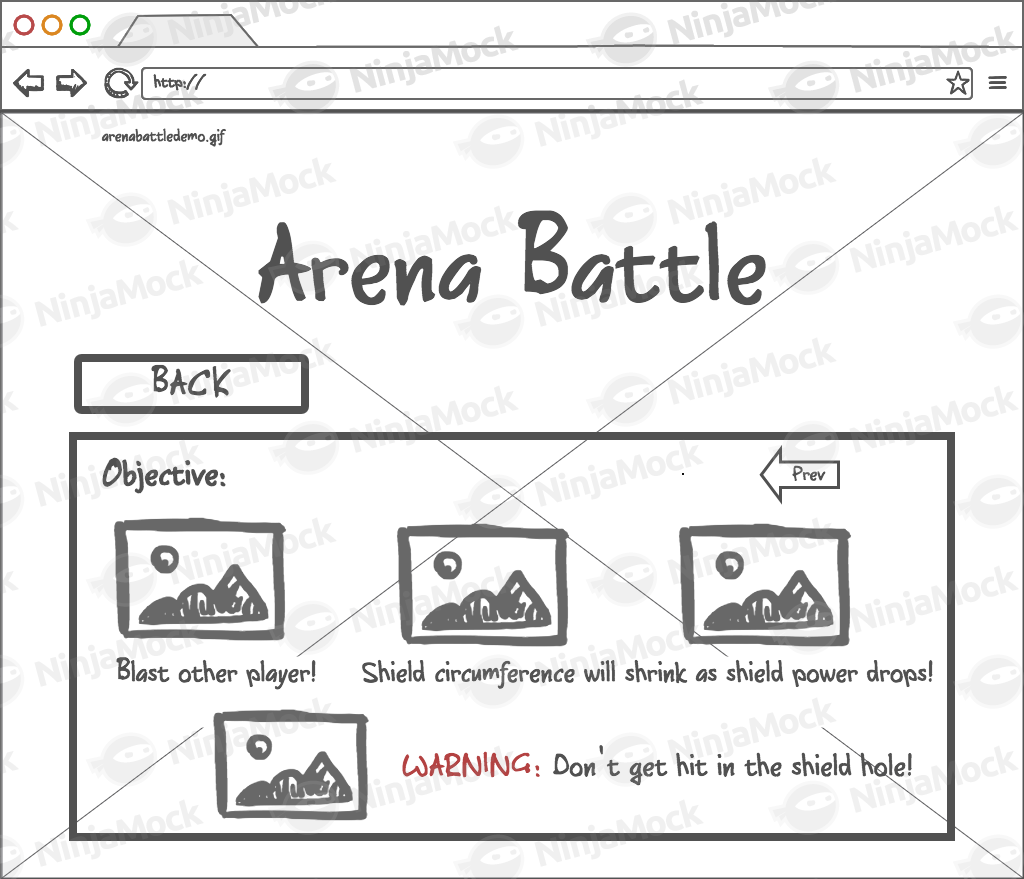 http://
arenabattledemo.gif
Arena Battle
BACK
Objective:
Prev
Blast other player!
Shield circumference will shrink as shield power drops!
WARNING: Don't get hit in the shield hole!
NinjaMock